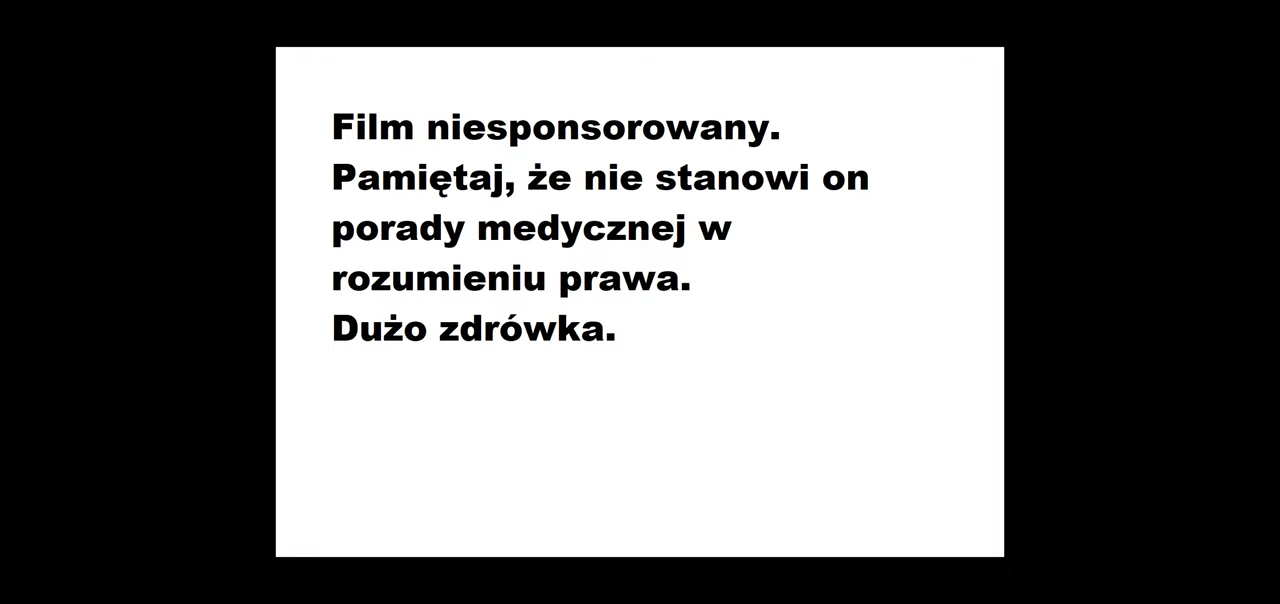 Film niesponsorowany.
Pamiętaj, że nie stanowi on
porady medycznej w
rozumieniu prawa.
Dużo zdrówka.